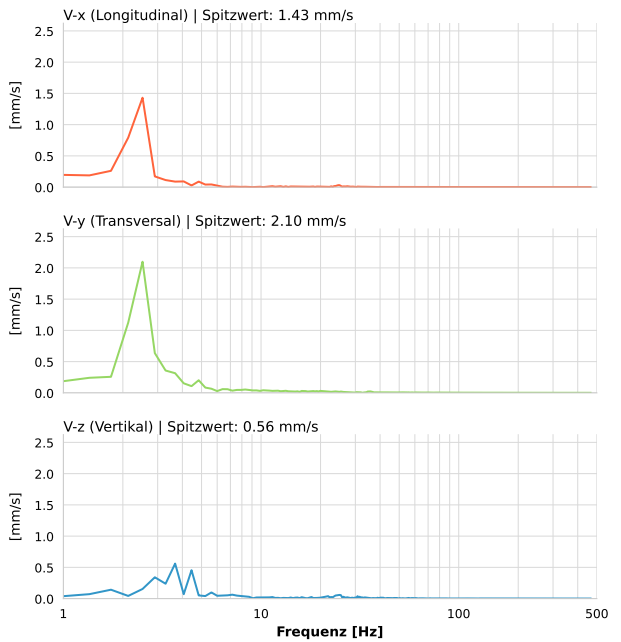 V-x (Longitudinal) | Spitzwert: 1.43 mm/s
2.5
2.0
1.5
1.0
0.5
0.0
[mm/s]
V-y (Transversal) | Spitzwert: 2.10 mm/s
2.5
2.0
1.5
1.0
0.5
0.0
[mm/s]
V-z (Vertikal) | Spitzwert: 0.56 mm/s
2.5
2.0
1.5
1.0
0.5
0.0
[mm/s]
1 10 100 500
Frequenz [Hz]